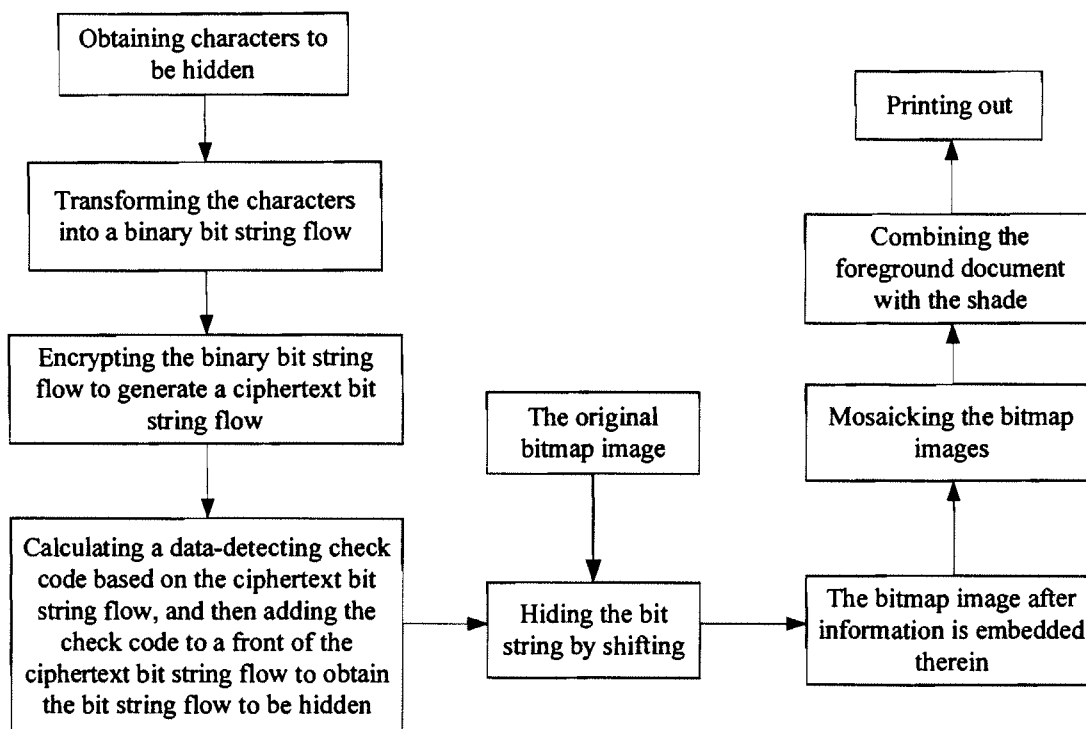 Obtaining characters to
be hidden
Transforming the characters
into a binary bit string flow
Encrypting the binary bit string
flow to generate a ciphertext bit
string flow
Calculating a data-detecting check
code based on the ciphertext bit
string flow, and then adding the
check code to a front of the
ciphertext bit string flow to obtain
the bit string flow to be hidden
The original
bitmap image
Hiding the bit
string by shifting
The bitmap image after
information is embedded
therein
Mosaicking the bitmap
images
Combining the
foreground document
with the shade
Printing out